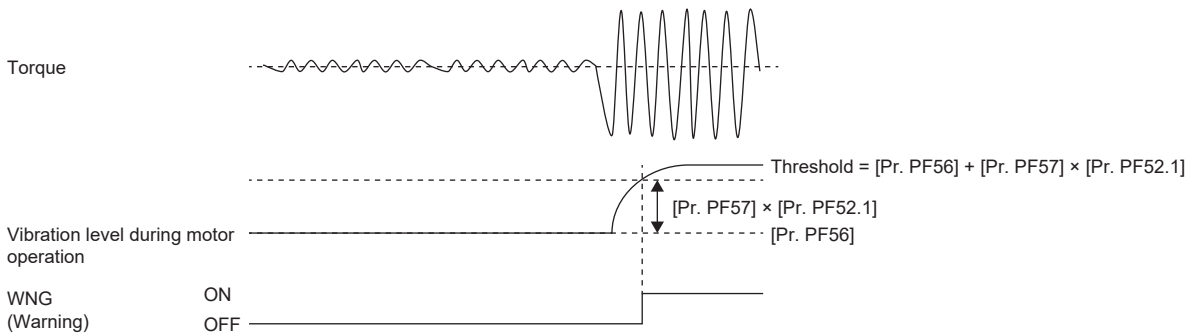 Torque
Threshold = [Pr. PF56] + [Pr. PF57] × [Pr. PF52.1]
[Pr. PF57] × [Pr. PF52.1]
[Pr. PF56]
Vibration level during motor
operation
WNG
(Warning)
ON
OFF